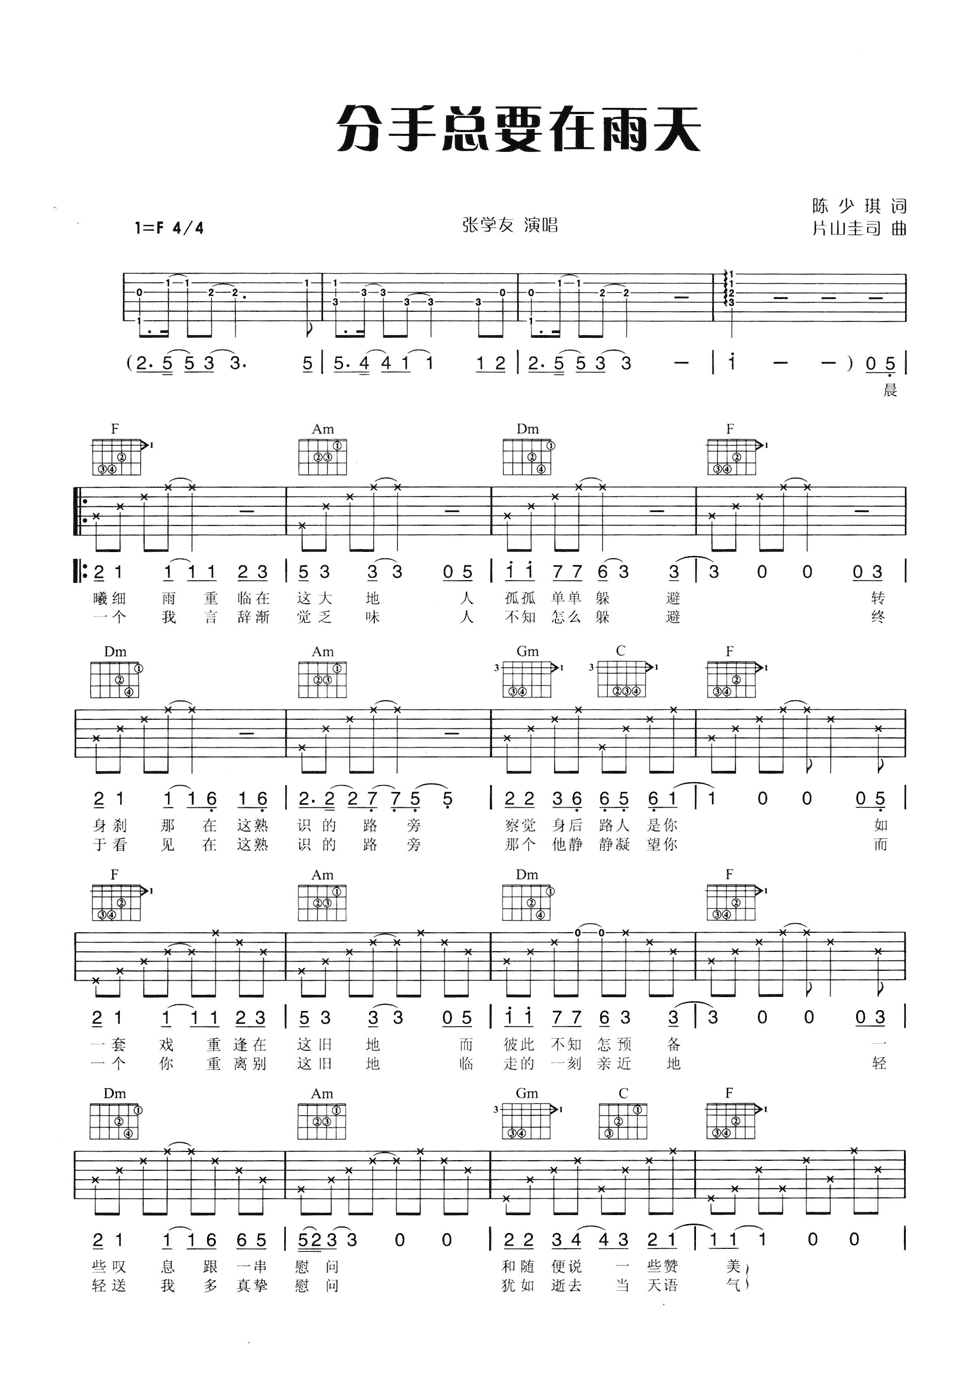 分手总要在雨天
陈少琪 词
1=F 4/4
张学友 演唱
片山圭司 曲
(2. 5 5 3 3. 5 | 5. 4 4 1 1 1 2 | 2. 5 5 3 3 - | i - - ) 0 5 |
晨
F Am Dm F
2 1 1 1 1 2 3 | 5 3 3 3 0 5 | i i 7 7 6 3 3 | 3 0 0 0 3 |
曦细 雨重临在 这大地 人 孤孤单单躲 避 转
一个 我言辞渐 觉乏味 人 不知怎么躲 避 终
Dm Am Gm C F
2 1 1 1 6 1 6 | 2. 2 2 7 7 5 5 | 2 2 3 6 6 5 6 1 | 1 0 0 0 5 |
身刹 那在这熟 识的路旁 察觉身后路人是你 如
于看 见在这熟 识的路旁 那个他静静凝望你 而
F Am Dm F
2 1 1 1 1 2 3 | 5 3 3 3 0 5 | i i 7 7 6 3 3 | 3 0 0 0 3 |
一套 戏重逢在 这旧地 而 彼此不知怎预 备 一
一个 你重离别 这旧地 临 走的一刻亲近 地 轻
Dm Am Gm C F
2 1 1 1 6 6 5 | 5 2 3 3 0 0 | 2 2 3 4 4 3 2 1 | 1 1 1 0 0 |
些叹 息跟一串 慰问 和随便说一些赞 美
轻送 我多真挚 慰问 犹如逝去当天语 气